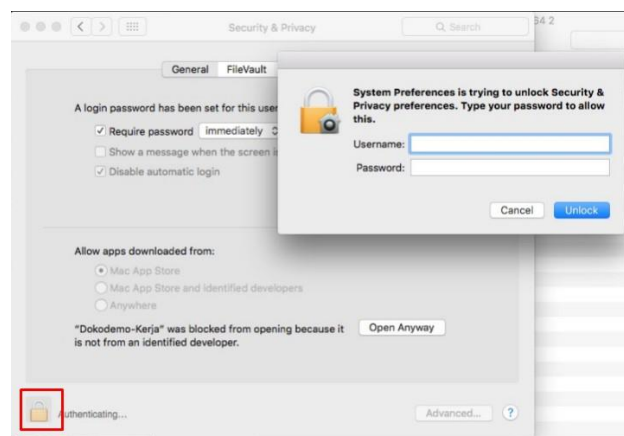 Security & Privacy
Search
64.2
General FileVault
A login password has been set for this user
Require password immediately
Show a message when the screen is
Disable automatic login
System Preferences is trying to unlock Security &
Privacy preferences. Type your password to allow
this.
Username:
Password:
Cancel Unlock
Allow apps downloaded from:
Mac App Store
Mac App Store and identified developers
Anywhere
"Dokodemo-Kerja" was blocked from opening because it
is not from an identified developer.
Open Anyway
Authenticating...
Advanced...
?